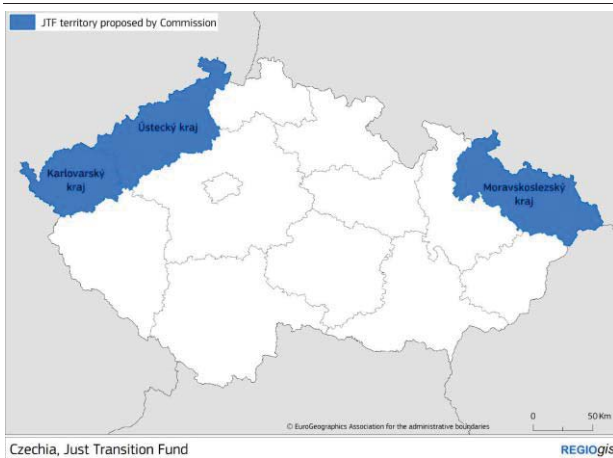 JTF territory proposed by Commission
Ústecký kraj
Karlovarský
kraj
Moravskoslezský
kraj
0 50 Km
© EuroGeographics Association for the administrative boundaries
Czechia, Just Transition Fund
REGIOgis